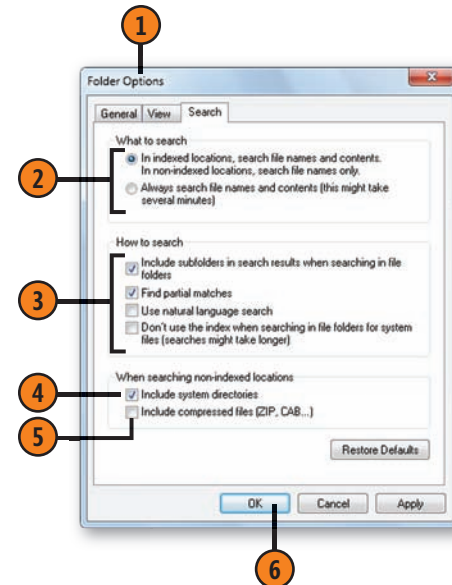 1
Folder Options
General View Search
What to search
In indexed locations, search file names and contents.
In non-indexed locations, search file names only.
2
Always search file names and contents (this might take
several minutes)
How to search
Include subfolders in search results when searching in file
folders
3
Find partial matches
Use natural language search
Don't use the index when searching in file folders for system
files (searches might take longer)
When searching non-indexed locations
4
Include system directories
5
Include compressed files (ZIP, CAB...)
Restore Defaults
OK Cancel Apply
6